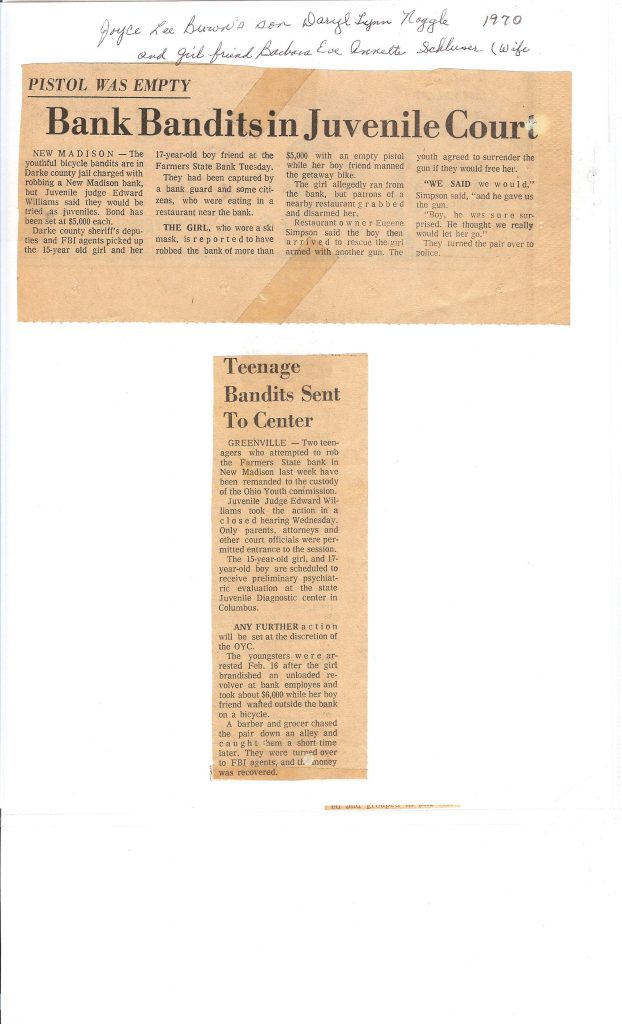 Joyce Lee Brown's son Daryl Lynn Noggle 1970
and girl friend Barbara Eve Annette Schluser (Wife
PISTOL WAS EMPTY
Bank Bandits in Juvenile Court
NEW MADISON — The
youthful bicycle bandits are in
Darke county jail charged with
robbing a New Madison bank,
but Juvenile judge Edward
Williams said they would be
tried as juveniles. Bond has
been set at $5,000 each.
Darke county sheriff's depu-
ties and FBI agents picked up
the 15-year old girl and her
17-year-old boy friend at the
Farmers State Bank Tuesday.
They had been captured by
a bank guard and some citi-
zens, who were eating in a
restaurant near the bank.
THE GIRL, who wore a ski
mask, is reported to have
robbed the bank of more than
$5,000 with an empty pistol
while her boy friend manned
the getaway bike.
The girl allegedly ran from
the bank, but patrons of a
nearby restaurant grabbed
and disarmed her.
Restaurant owner Eugene
Simpson said the boy then
arrived to rescue the girl
armed with another gun. The
youth agreed to surrender the
gun if they would free her.
"WE SAID we would,"
Simpson said, "and he gave us
the gun.
"Boy, he was sure sur-
prised. He thought we really
would let her go."
They turned the pair over to
police.
Teenage
Bandits Sent
To Center
GREENVILLE — Two teen-
agers who attempted to rob
the Farmers State bank in
New Madison last week have
been remanded to the custody
of the Ohio Youth commission.
Juvenile Judge Edward Wil-
liams took the action in a
closed hearing Wednesday.
Only parents, attorneys and
other court officials were per-
mitted entrance to the session.
The 15-year-old girl, and 17-
year-old boy are scheduled to
receive preliminary psychiat-
ric evaluation at the state
Juvenile Diagnostic center in
Columbus.
ANY FURTHER action
will be set at the discretion of
the OYC.
The youngsters were ar-
rested Feb. 16 after the girl
brandished an unloaded re-
volver at bank employes and
took about $6,000 while her boy
friend waited outside the bank
on a bicycle.
A barber and grocer chased
the pair down an alley and
caught them a short time
later. They were turned over
to FBI agents, and the money
was recovered.